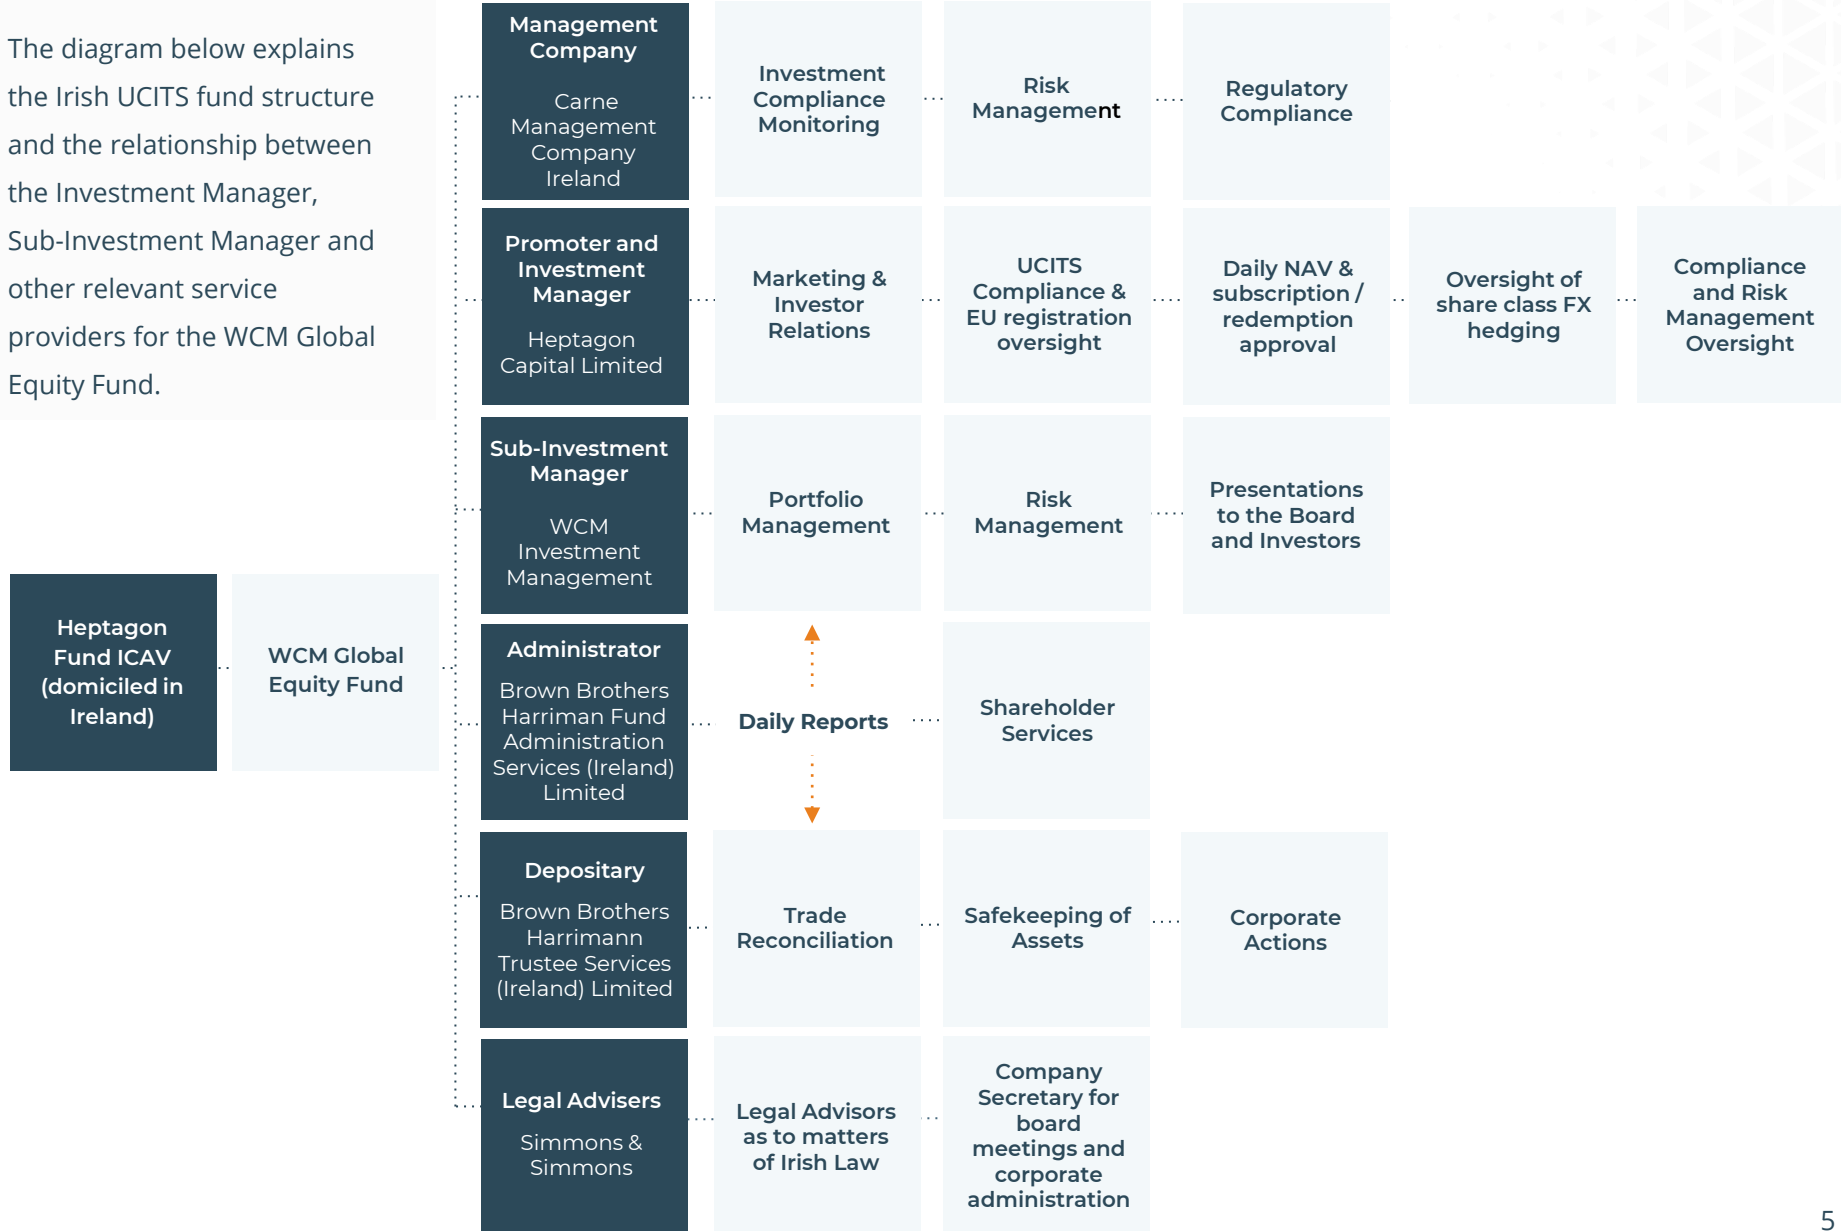 The diagram below explains
the Irish UCITS fund structure
and the relationship between
the Investment Manager,
Sub-Investment Manager and
other relevant service
providers for the WCM Global
Equity Fund.
Heptagon
Fund ICAV
(domiciled in
Ireland)
WCM Global
Equity Fund
Management
Company
Carne
Management
Company
Ireland
Investment
Compliance
Monitoring
Risk
Management
Regulatory
Compliance
Promoter and
Investment
Manager
Heptagon
Capital Limited
Marketing &
Investor
Relations
UCITS
Compliance &
EU registration
oversight
Daily NAV &
subscription /
redemption
approval
Oversight of
share class FX
hedging
Compliance
and Risk
Management
Oversight
Sub-Investment
Manager
WCM
Investment
Management
Portfolio
Management
Risk
Management
Presentations
to the Board
and Investors
Administrator
Brown Brothers
Harriman Fund
Administration
Services (Ireland)
Limited
Daily Reports
Shareholder
Services
Depositary
Brown Brothers
Harrimann
Trustee Services
(Ireland) Limited
Trade
Reconciliation
Safekeeping of
Assets
Corporate
Actions
Legal Advisers
Simmons &
Simmons
Legal Advisors
as to matters
of Irish Law
Company
Secretary for
board
meetings and
corporate
administration
5